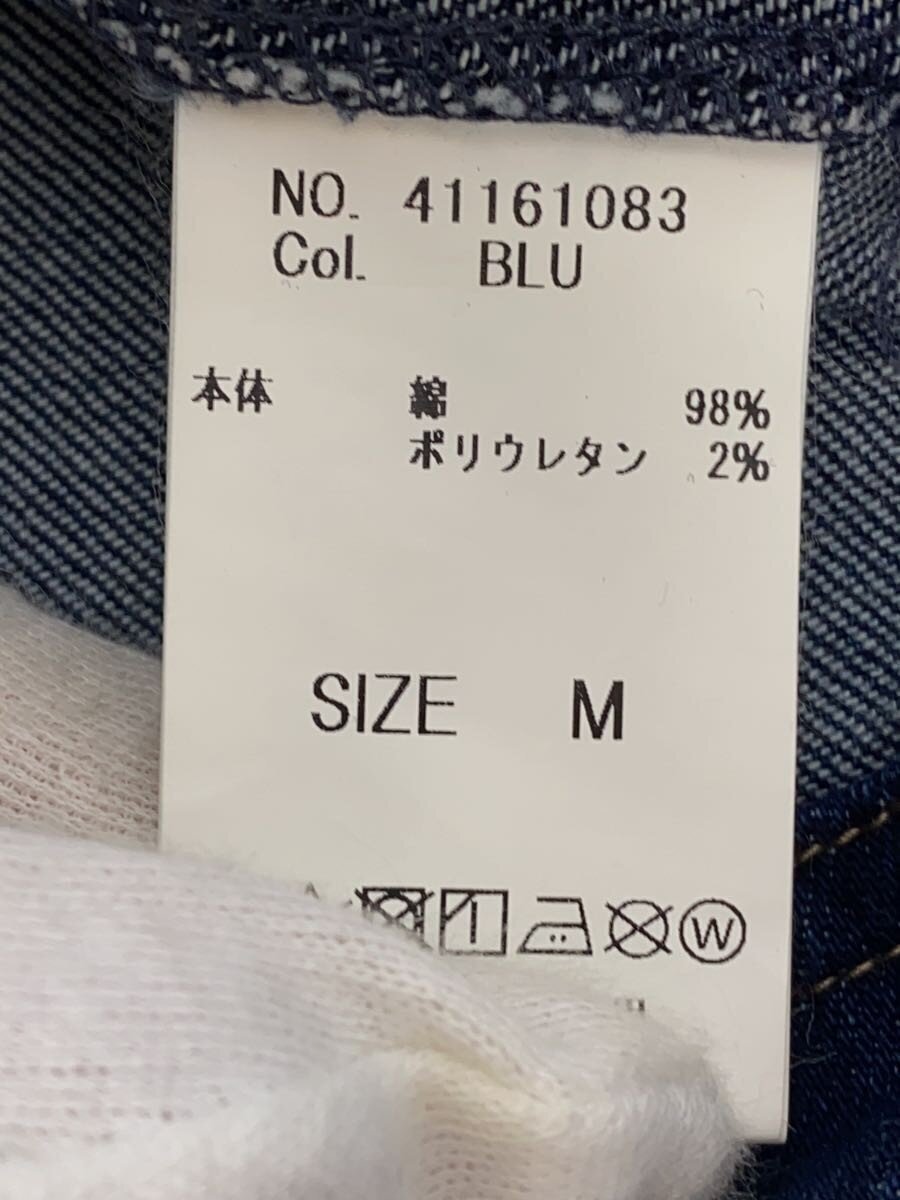 NO. 41161083
Col. BLU
本体 綿 98%
ポリウレタン 2%
SIZE M
W